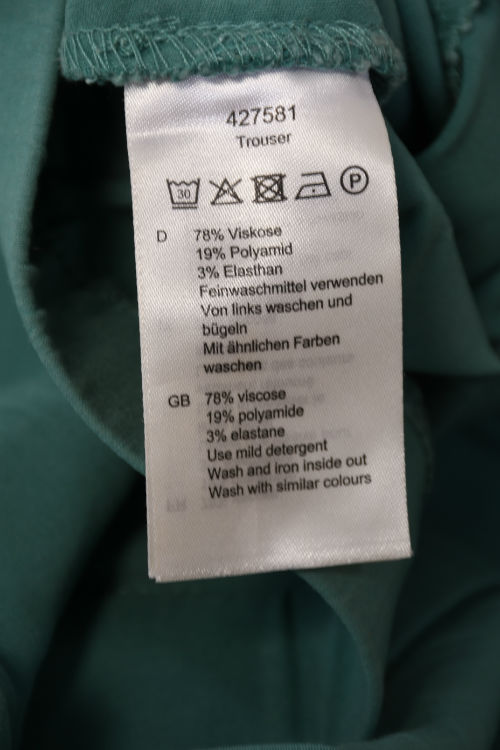 427581
Trouser
30
P
D 78% Viskose
19% Polyamid
3% Elasthan
Feinwaschmittel verwenden
Von links waschen und
bügeln
Mit ähnlichen Farben
waschen
GB 78% viscose
19% polyamide
3% elastane
Use mild detergent
Wash and iron inside out
Wash with similar colours